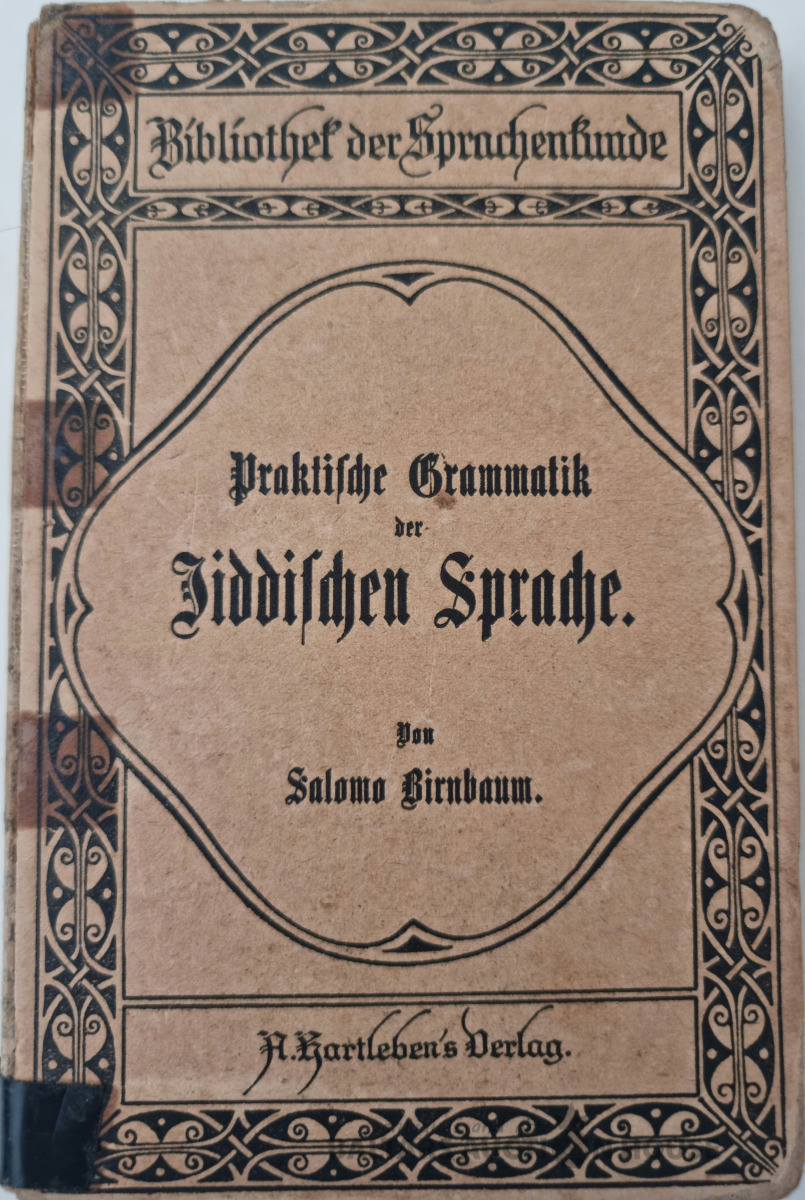 Bibliothek der Sprachenkunde
Praktiſche Grammatik
der
Jiddiſchen Sprache.
Von
Salomo Birnbaum.
A. Hartleben's Verlag.